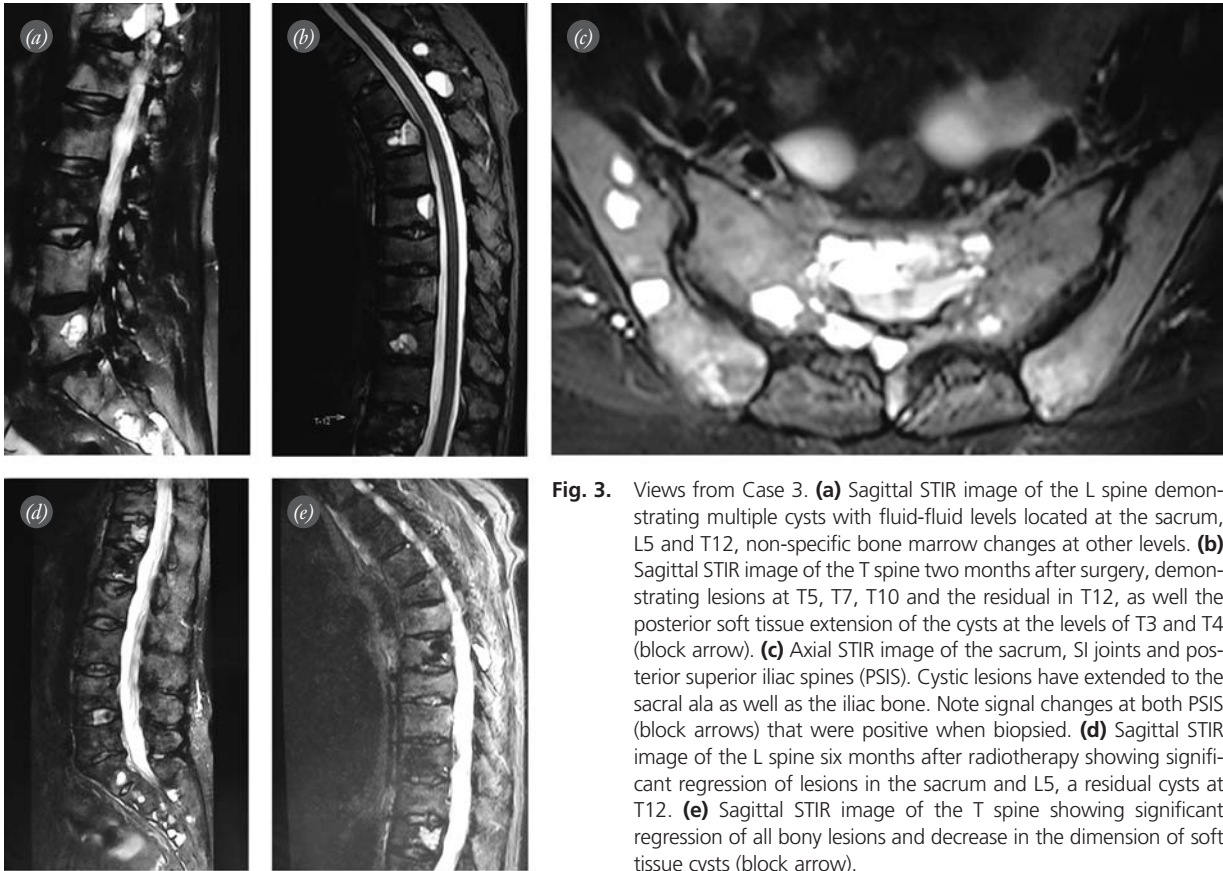 (a)
(b)
(c)
T-12
(d)
(e)
Fig. 3. Views from Case 3. (a) Sagittal STIR image of the L spine demon-
strating multiple cysts with fluid-fluid levels located at the sacrum,
L5 and T12, non-specific bone marrow changes at other levels. (b)
Sagittal STIR image of the T spine two months after surgery, demon-
strating lesions at T5, T7, T10 and the residual in T12, as well the
posterior soft tissue extension of the cysts at the levels of T3 and T4
(block arrow). (c) Axial STIR image of the sacrum, SI joints and pos-
terior superior iliac spines (PSIS). Cystic lesions have extended to the
sacral ala as well as the iliac bone. Note signal changes at both PSIS
(block arrows) that were positive when biopsied. (d) Sagittal STIR
image of the L spine six months after radiotherapy showing signifi-
cant regression of lesions in the sacrum and L5, a residual cysts at
T12. (e) Sagittal STIR image of the T spine showing significant
regression of all bony lesions and decrease in the dimension of soft
tissue cysts (block arrow).